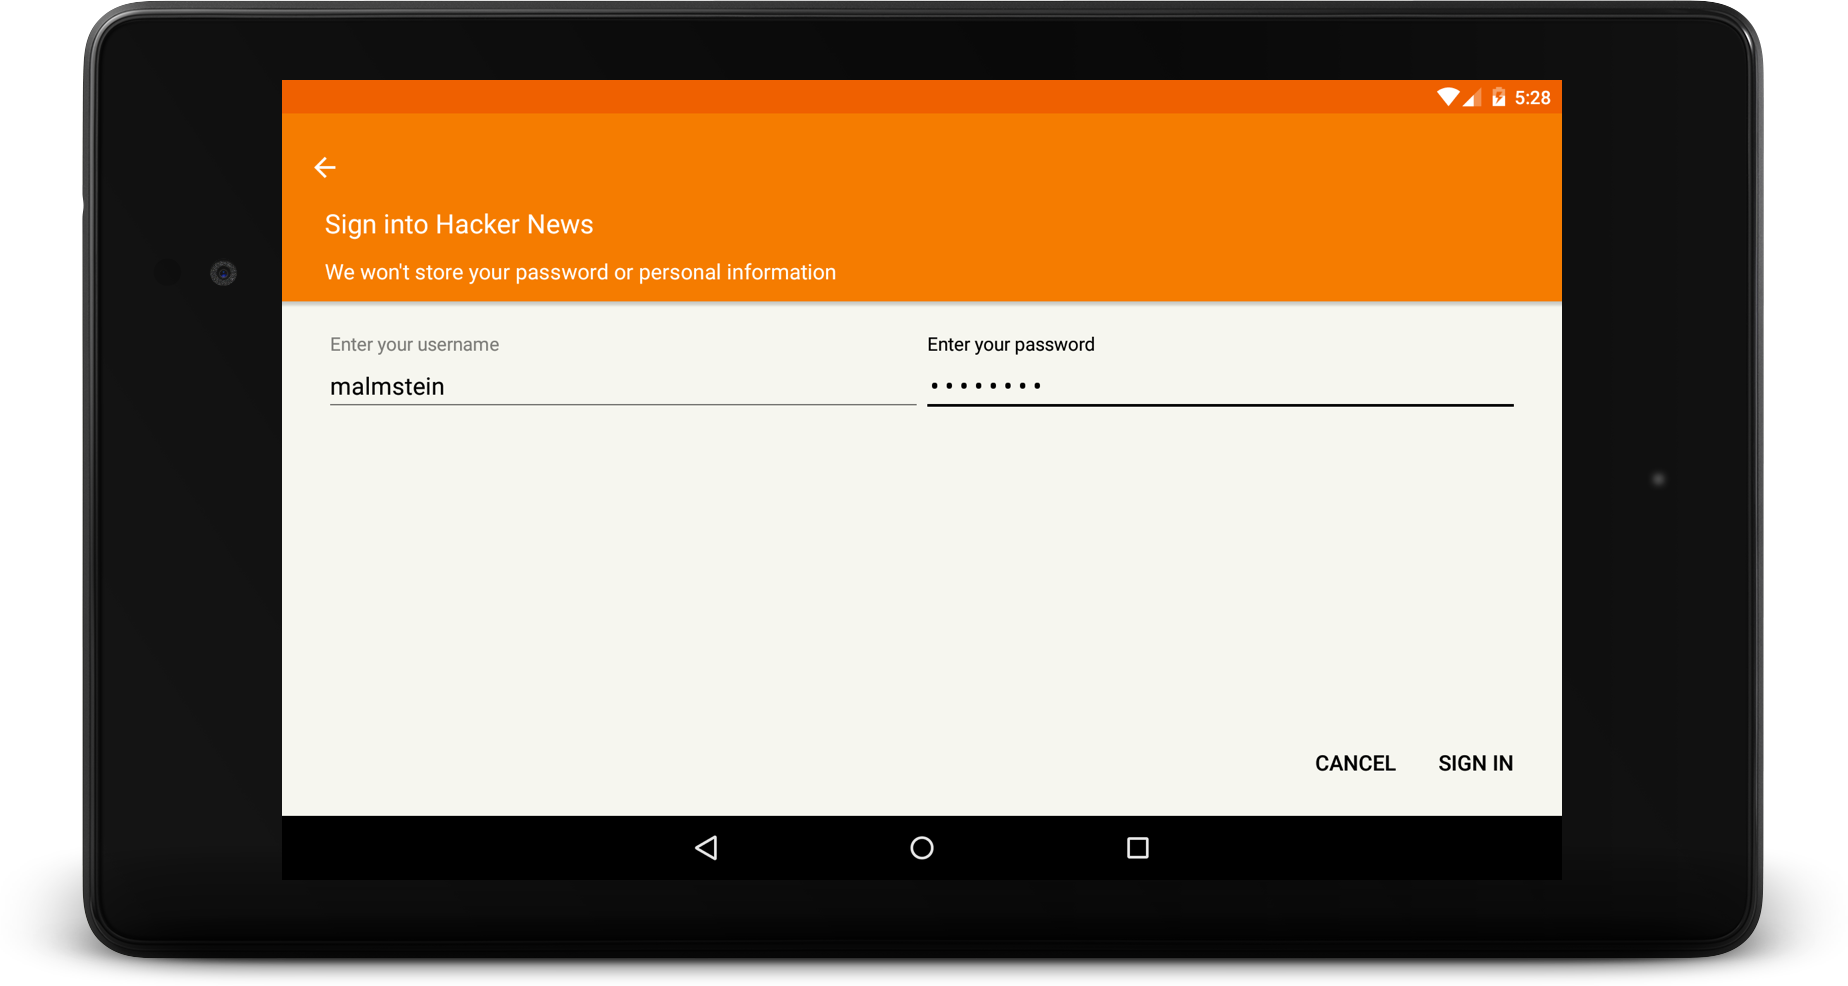 5:28
Sign into Hacker News
We won't store your password or personal information
Enter your username
Enter your password
malmstein
••••••••
CANCEL
SIGN IN